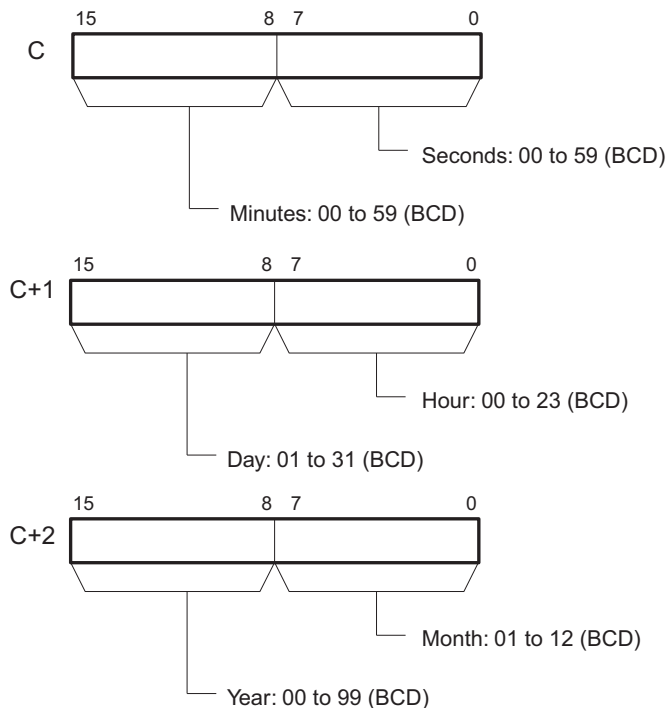 15 8 7 0
C
Seconds: 00 to 59 (BCD)
Minutes: 00 to 59 (BCD)
15 8 7 0
C+1
Hour: 00 to 23 (BCD)
Day: 01 to 31 (BCD)
15 8 7 0
C+2
Month: 01 to 12 (BCD)
Year: 00 to 99 (BCD)